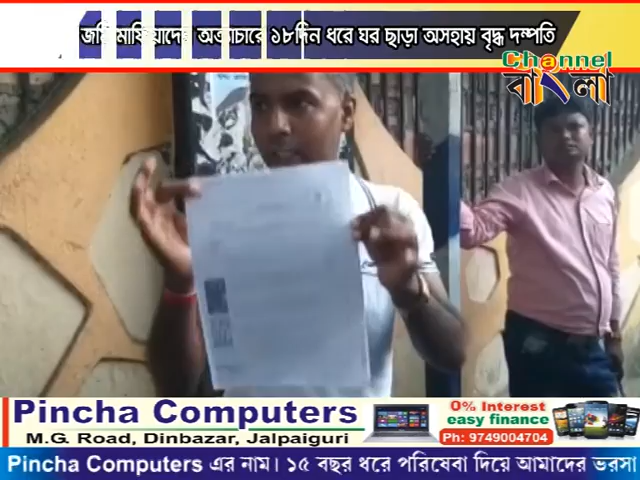 জমি মাফিয়াদের অত্যাচারে ১৮দিন ধরে ঘর ছাড়া অসহায় বৃদ্ধ দম্পতি
Channel
বাংলা
Pincha Computers
M.G. Road, Dinbazar, Jalpaiguri
0% Interest
easy finance
Ph: 9749004704
Pincha Computers এর নাম। ১৫ বছর ধরে পরিষেবা দিয়ে আমাদের ভরসা